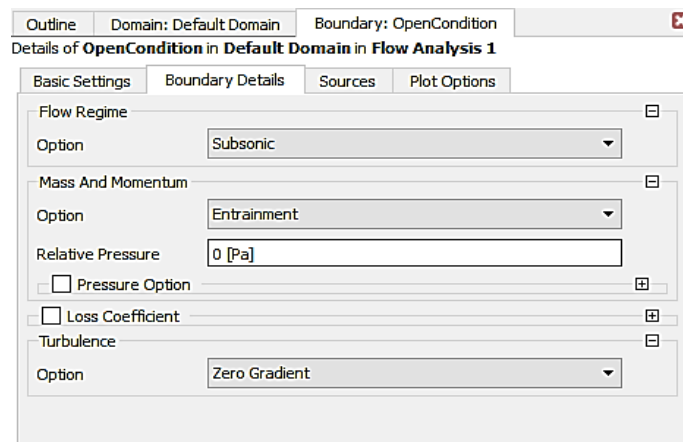 Outline Domain: Default Domain Boundary: OpenCondition
Details of OpenCondition in Default Domain in Flow Analysis 1
Basic Settings Boundary Details Sources Plot Options
Flow Regime
Option Subsonic
Mass And Momentum
Option Entrainment
Relative Pressure 0 [Pa]
Pressure Option
Loss Coefficient
Turbulence
Option Zero Gradient